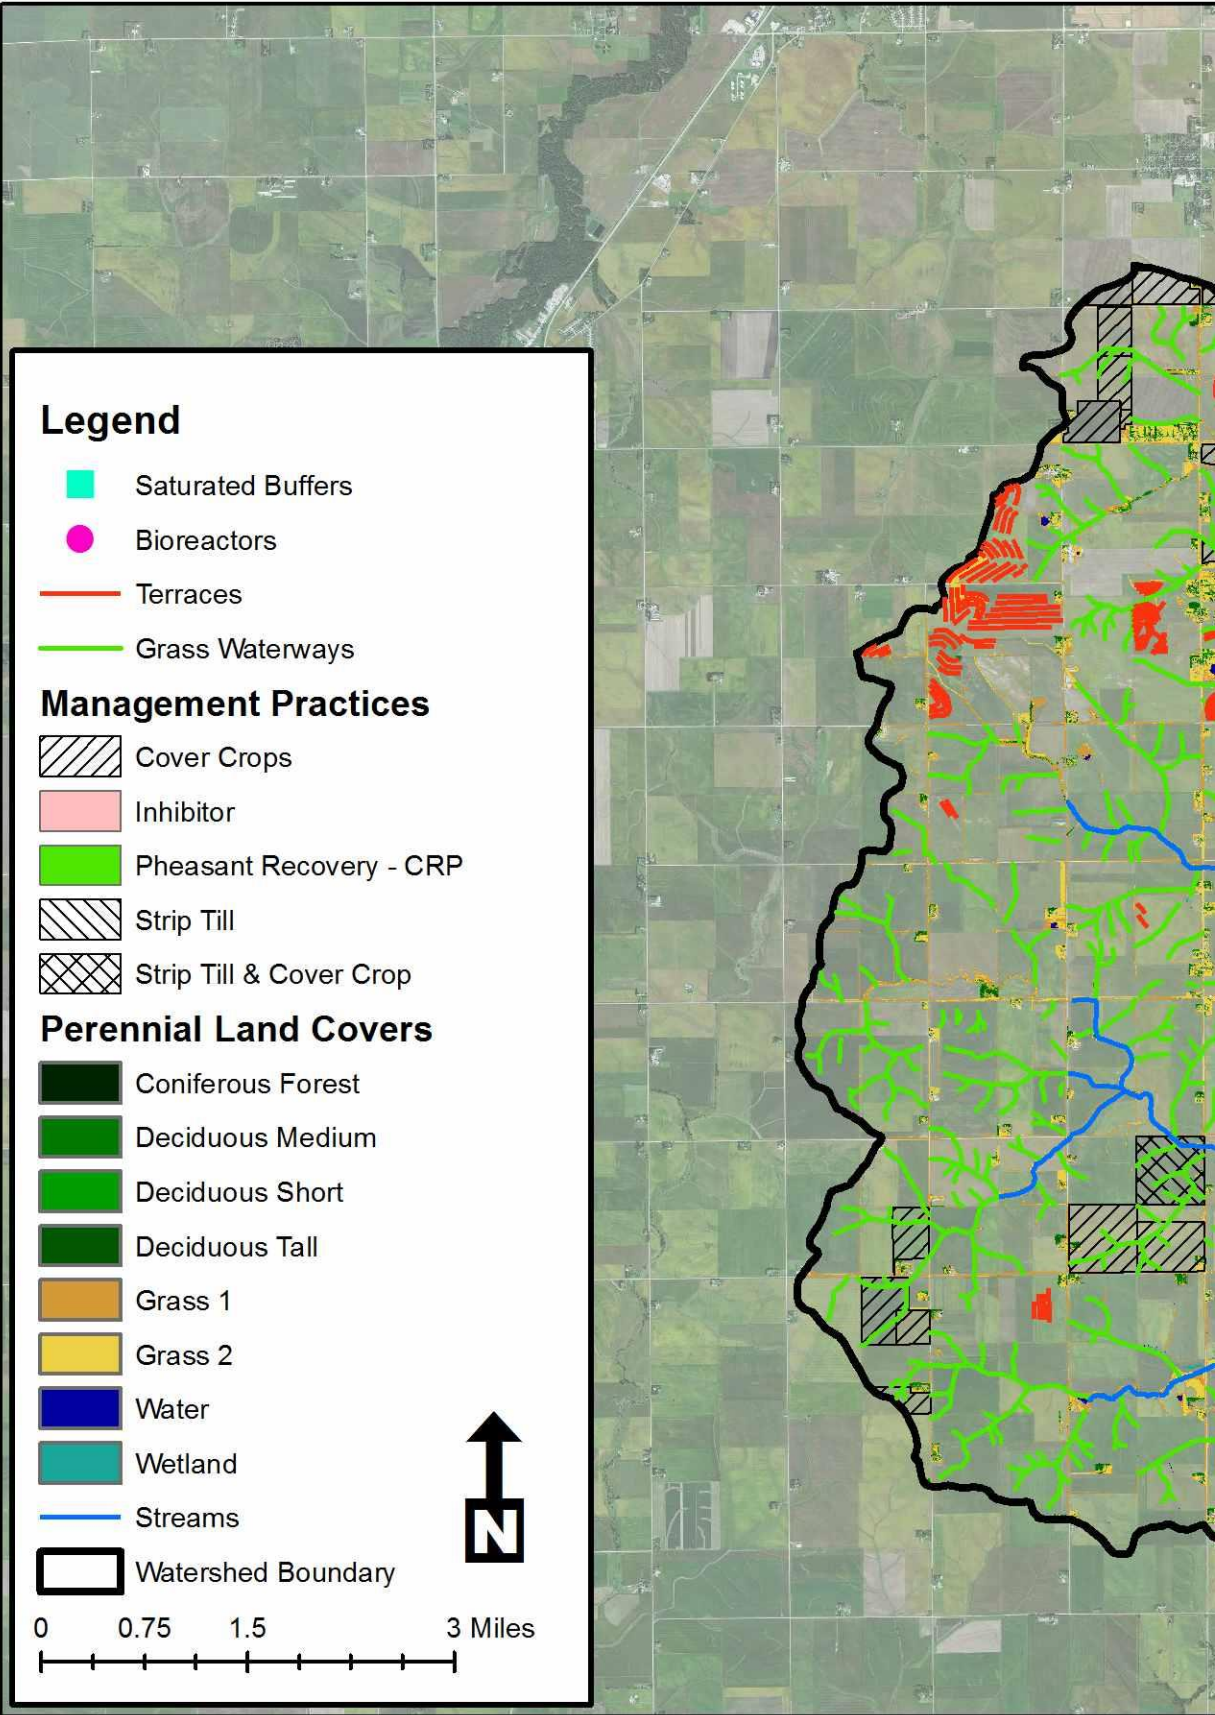 Legend
Saturated Buffers
Bioreactors
Terraces
Grass Waterways
Management Practices
Cover Crops
Inhibitor
Pheasant Recovery - CRP
Strip Till
Strip Till & Cover Crop
Perennial Land Covers
Coniferous Forest
Deciduous Medium
Deciduous Short
Deciduous Tall
Grass 1
Grass 2
Water
Wetland
Streams
N
Watershed Boundary
0 0.75 1.5 3 Miles